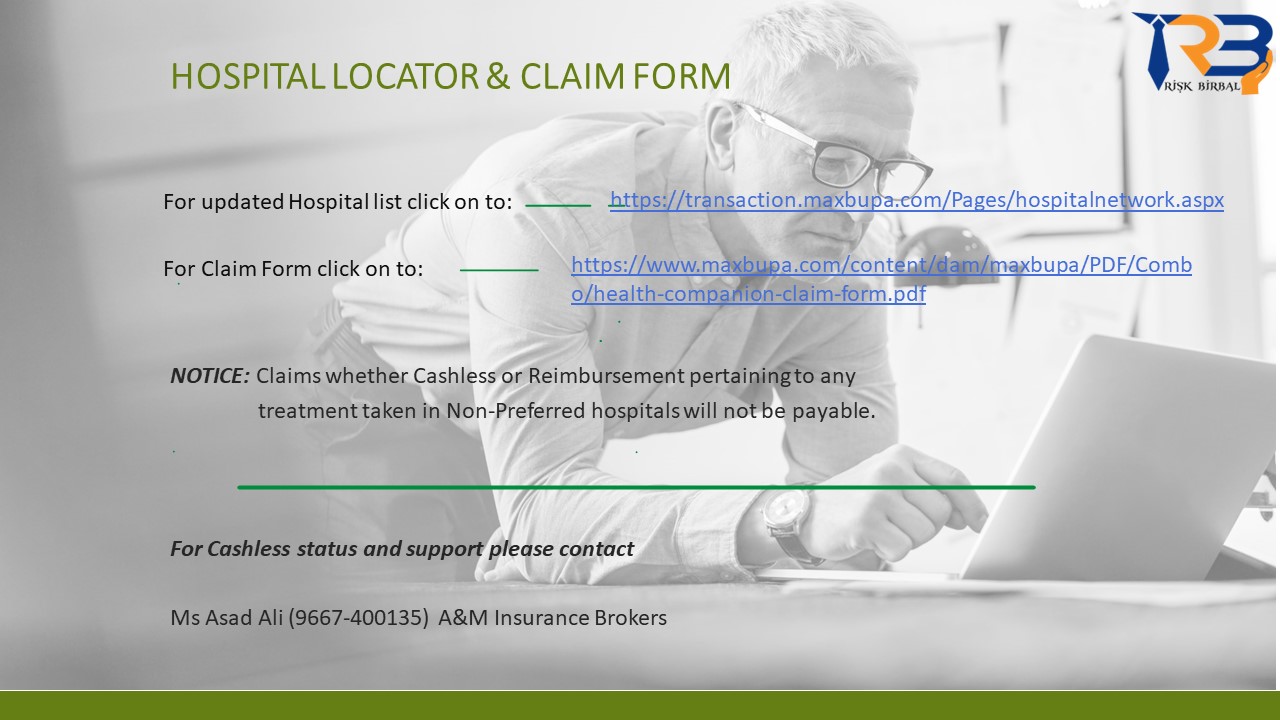 RISK BIRBAL
HOSPITAL LOCATOR & CLAIM FORM
For updated Hospital list click on to: https://transaction.maxbupa.com/Pages/hospitalnetwork.aspx
For Claim Form click on to: https://www.maxbupa.com/content/dam/maxbupa/PDF/Comb
o/health-companion-claim-form.pdf
NOTICE: Claims whether Cashless or Reimbursement pertaining to any
treatment taken in Non-Preferred hospitals will not be payable.
For Cashless status and support please contact
Ms Asad Ali (9667-400135) A&M Insurance Brokers